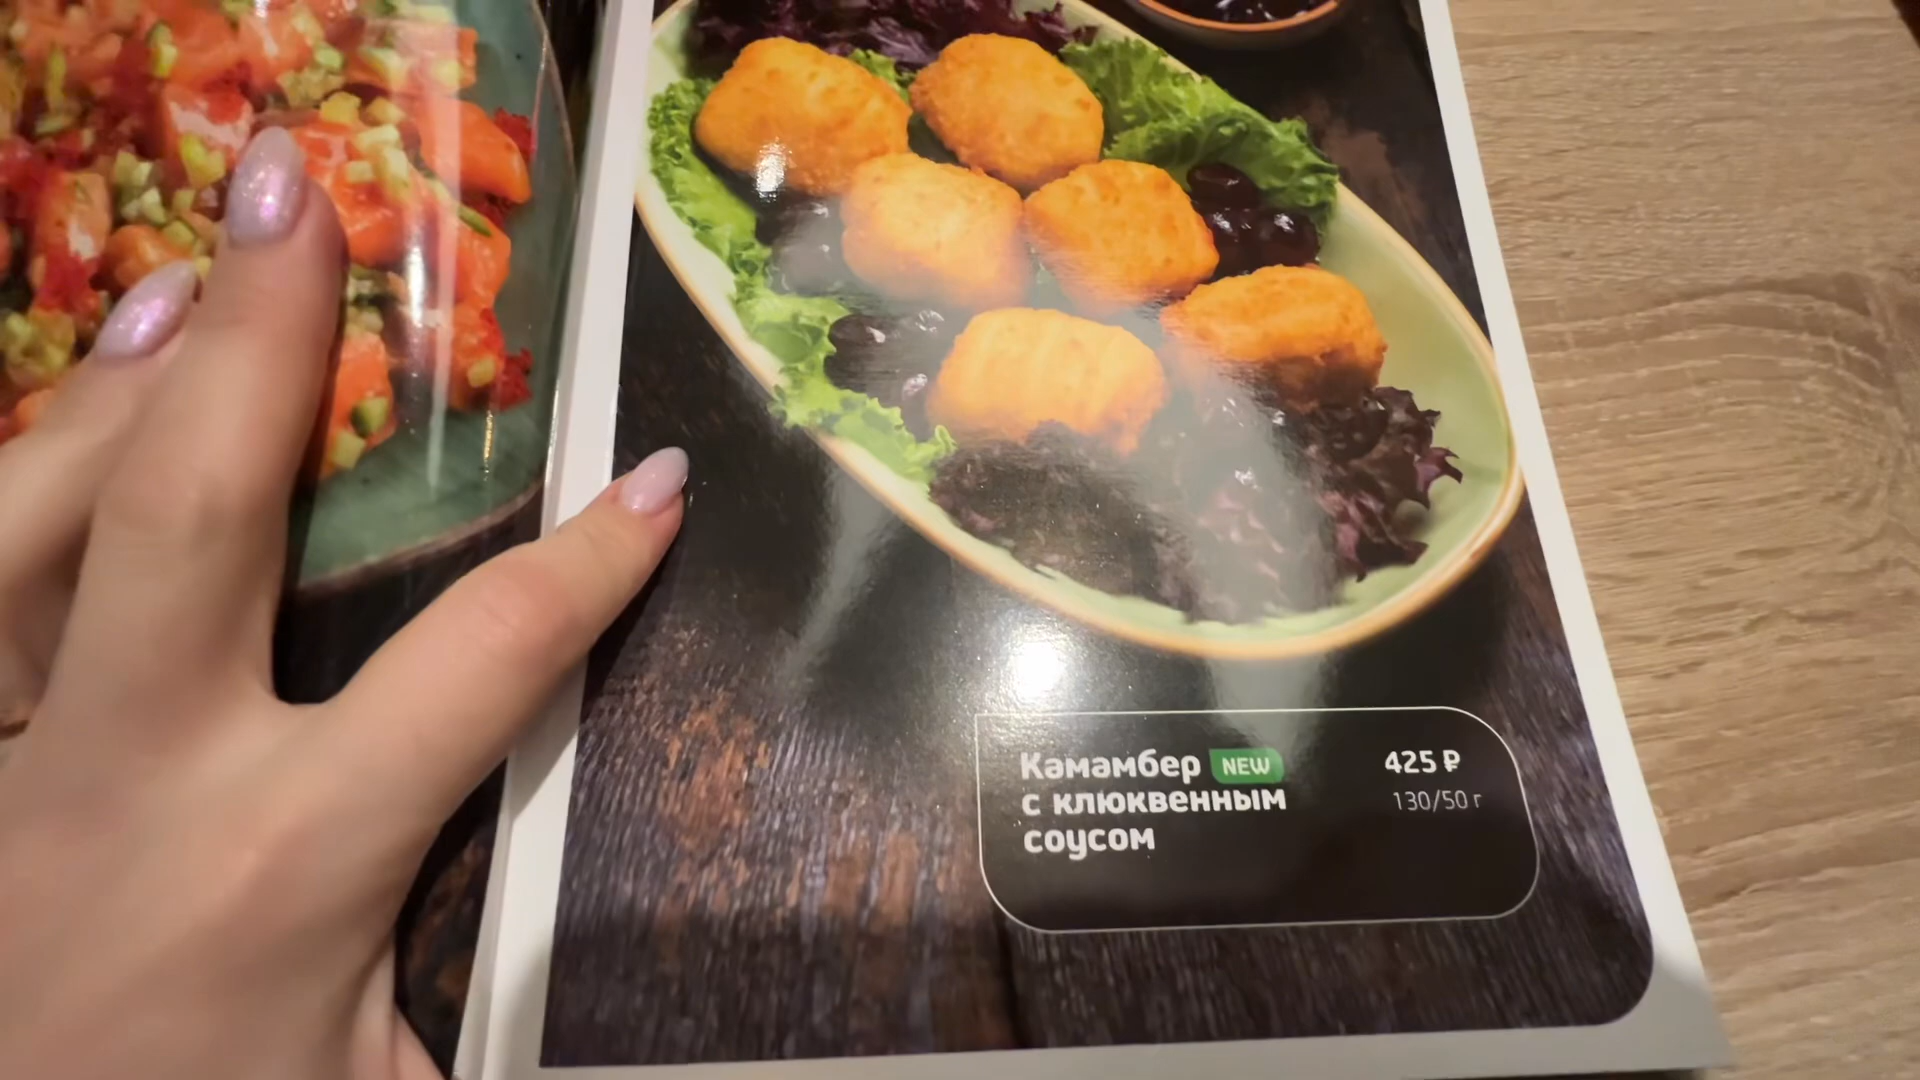 Камамбер NEW
с клюквенным
соусом
425 ₽
130/50 г